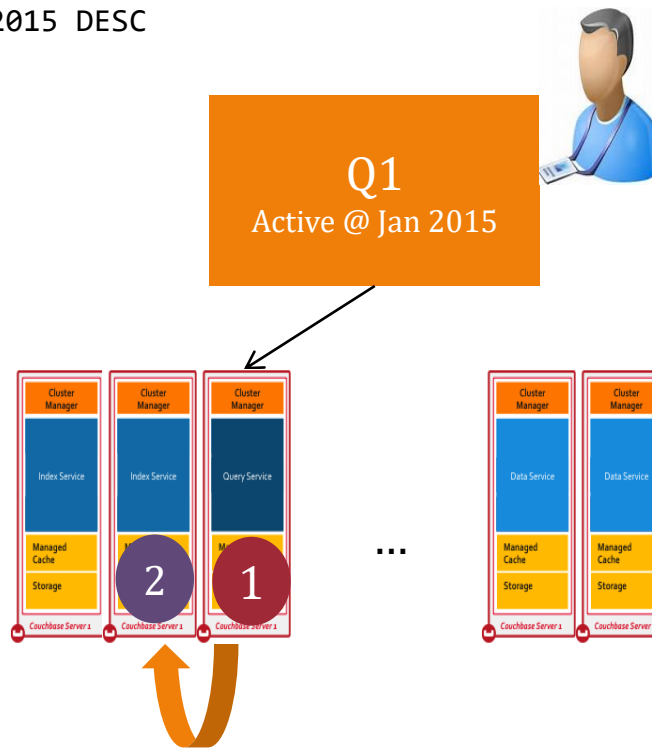 2015 DESC
Q1
Active @ Jan 2015
Cluster
Manager
Index Service
Managed
Cache
Storage
Couchbase Server 1
Cluster
Manager
Index Service
2
Couchbase Server 1
Cluster
Manager
Query Service
1
Couchbase Server 1
...
Cluster
Manager
Data Service
Managed
Cache
Storage
Couchbase Server 1
Cluster
Manager
Data Service
Managed
Cache
Storage
Couchbase Server